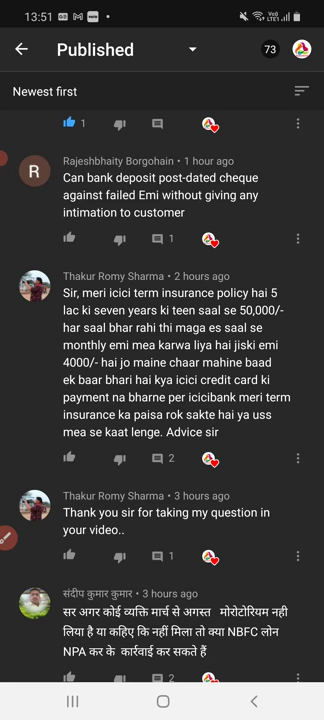 13:51
Published
73
Newest first
1
Rajeshbhaity Borgohain • 1 hour ago
R
Can bank deposit post-dated cheque
against failed Emi without giving any
intimation to customer
1
Thakur Romy Sharma • 2 hours ago
Sir, meri icici term insurance policy hai 5
lac ki seven years ki teen saal se 50,000/-
har saal bhar rahi thi maga es saal se
monthly emi mea karwa liya hai jiski emi
4000/- hai jo maine chaar mahine baad
ek baar bhari hai kya icici credit card ki
payment na bharne per icicibank meri term
insurance ka paisa rok sakte hai ya uss
mea se kaat lenge. Advice sir
2
Thakur Romy Sharma • 3 hours ago
Thank you sir for taking my question in
your video..
1
संदीप कुमार कुमार • 3 hours ago
सर अगर कोई व्यक्ति मार्च से अगस्त मोरोटोरियम नही
लिया है या कहिए कि नहीं मिला तो क्या NBFC लोन
NPA कर के कार्रवाई कर सकते हैं
2